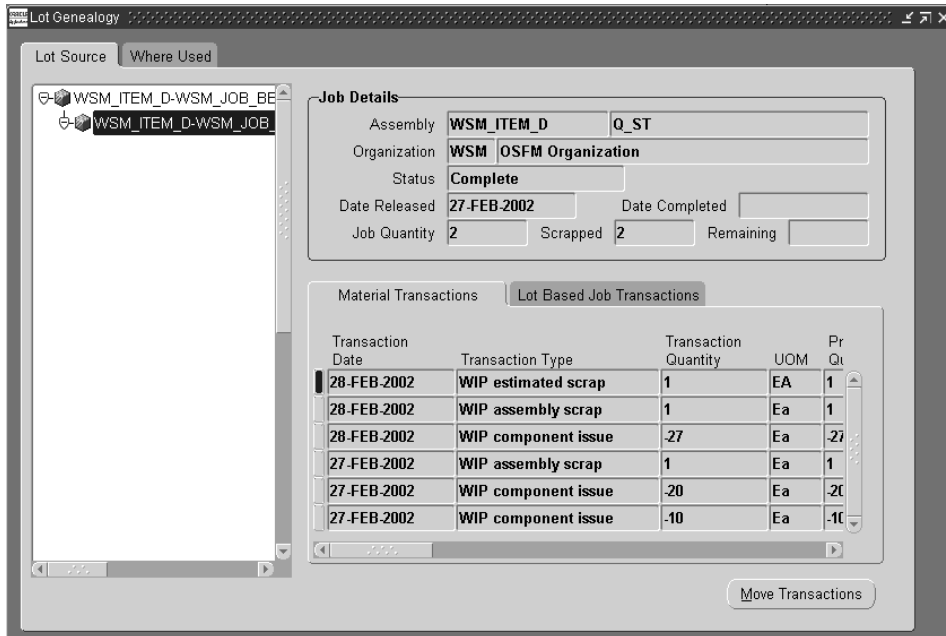 Lot Genealogy
Lot Source Where Used
WSM_ITEM_D-WSM_JOB_BE
WSM_ITEM_D-WSM_JOB_
Job Details
Assembly WSM_ITEM_D Q_ST
Organization WSM OSFM Organization
Status Complete
Date Released 27-FEB-2002 Date Completed
Job Quantity 2 Scrapped 2 Remaining
Material Transactions Lot Based Job Transactions
Transaction Date Transaction Type Transaction Quantity UOM Pr Qu
28-FEB-2002 WIP estimated scrap 1 EA 1
28-FEB-2002 WIP assembly scrap 1 Ea 1
28-FEB-2002 WIP component issue -27 Ea -27
27-FEB-2002 WIP assembly scrap 1 Ea 1
27-FEB-2002 WIP component issue -20 Ea -20
27-FEB-2002 WIP component issue -10 Ea -10
Move Transactions